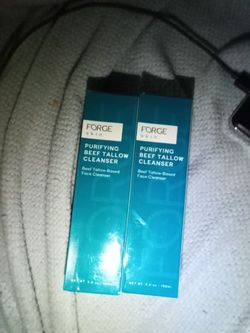 FORGE
skin
PURIFYING
BEEF TALLOW
CLEANSER
Beef Tallow-Based
Face Cleanser
FORGE
skin
PURIFYING
BEEF TALLOW
CLEANSER
Beef Tallow-Based
Face Cleanser